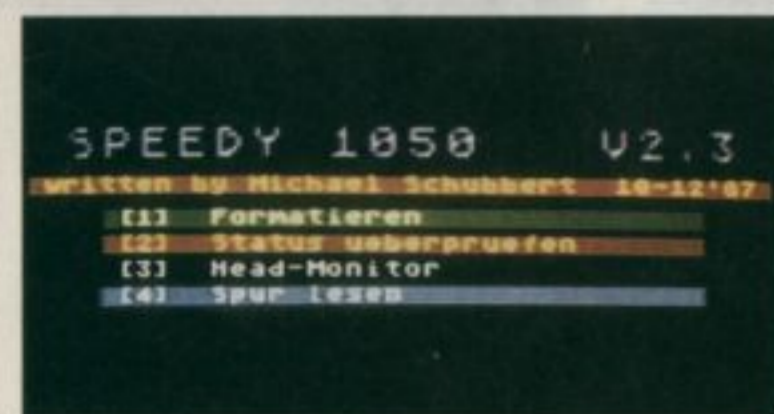 SPEEDY 1050 V2.3
written by Michael Schubbert 10-12'87
[1] Formatieren
[2] Status ueberpruefen
[3] Head-Monitor
[4] Spur lesen